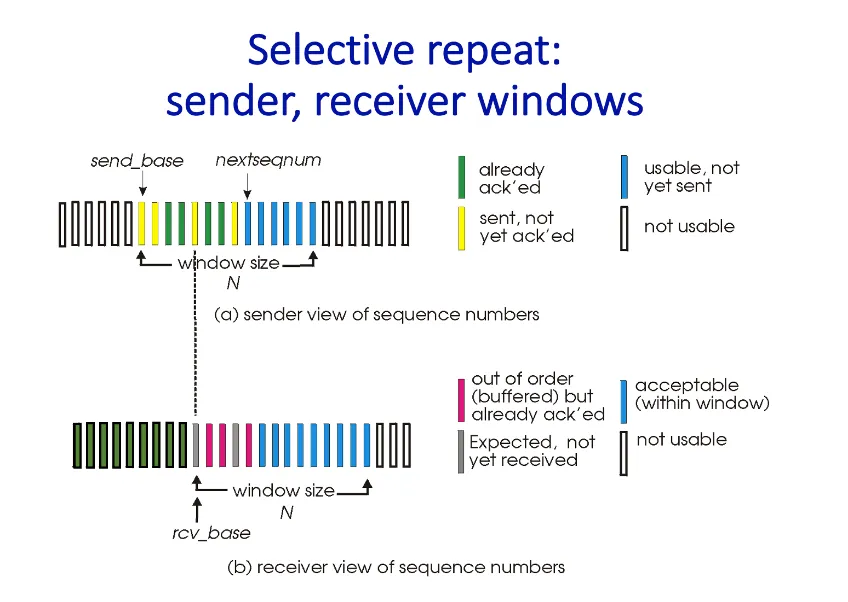 Selective repeat:
sender, receiver windows
send_base
nextseqnum
already
ack'ed
usable, not
yet sent
sent, not
yet ack'ed
not usable
window size
N
(a) sender view of sequence numbers
out of order
(buffered) but
already ack'ed
acceptable
(within window)
Expected, not
yet received
not usable
window size
N
rcv_base
(b) receiver view of sequence numbers